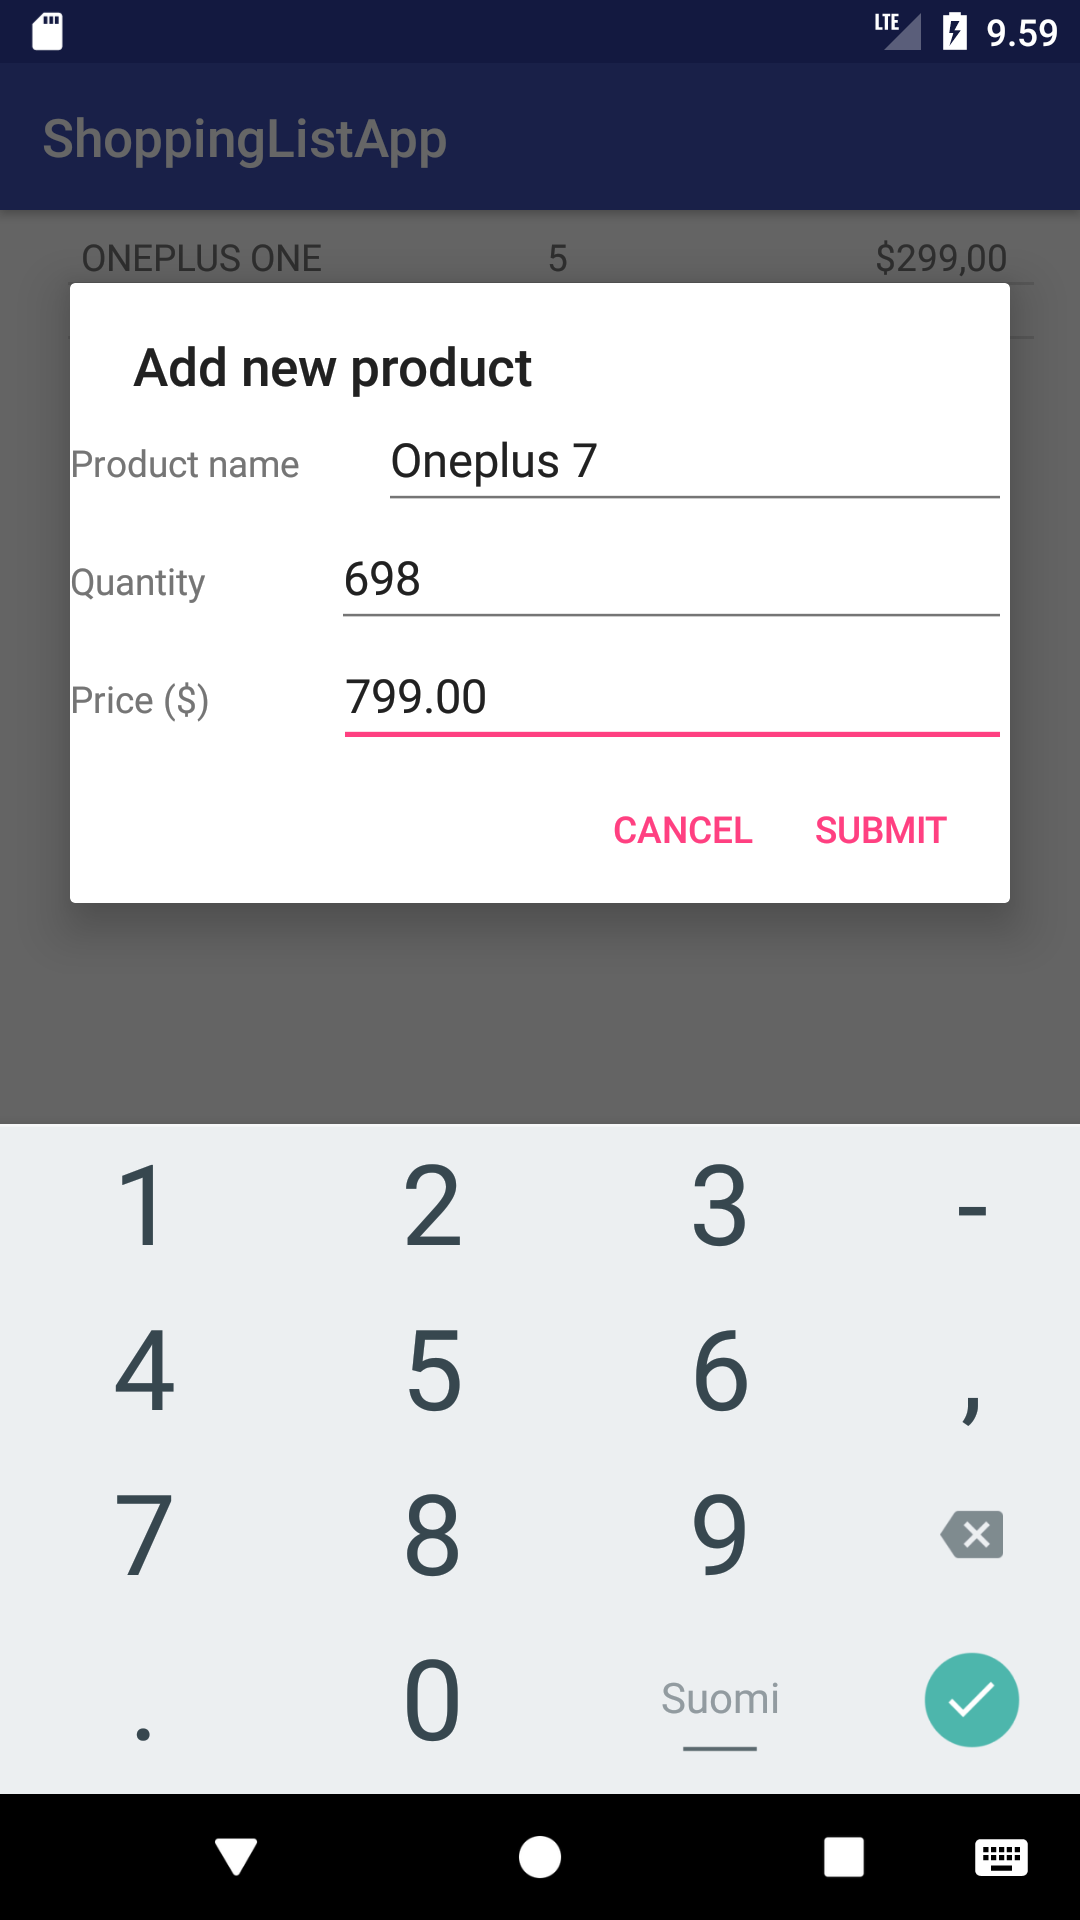 LTE 9.59
ShoppingListApp
ONEPLUS ONE 5 $299,00
Add new product
Product name Oneplus 7
Quantity 698
Price ($) 799.00
CANCEL SUBMIT
1 2 3 -
4 5 6 ,
7 8 9
. 0 Suomi